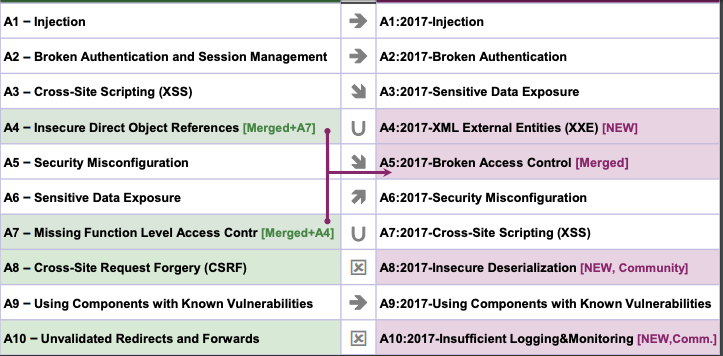 A1 – Injection A1:2017-Injection
A2 – Broken Authentication and Session Management A2:2017-Broken Authentication
A3 – Cross-Site Scripting (XSS) A3:2017-Sensitive Data Exposure
A4 – Insecure Direct Object References [Merged+A7] A4:2017-XML External Entities (XXE) [NEW]
A5 – Security Misconfiguration A5:2017-Broken Access Control [Merged]
A6 – Sensitive Data Exposure A6:2017-Security Misconfiguration
A7 – Missing Function Level Access Contr [Merged+A4] A7:2017-Cross-Site Scripting (XSS)
A8 – Cross-Site Request Forgery (CSRF) A8:2017-Insecure Deserialization [NEW, Community]
A9 – Using Components with Known Vulnerabilities A9:2017-Using Components with Known Vulnerabilities
A10 – Unvalidated Redirects and Forwards A10:2017-Insufficient Logging&Monitoring [NEW,Comm.]